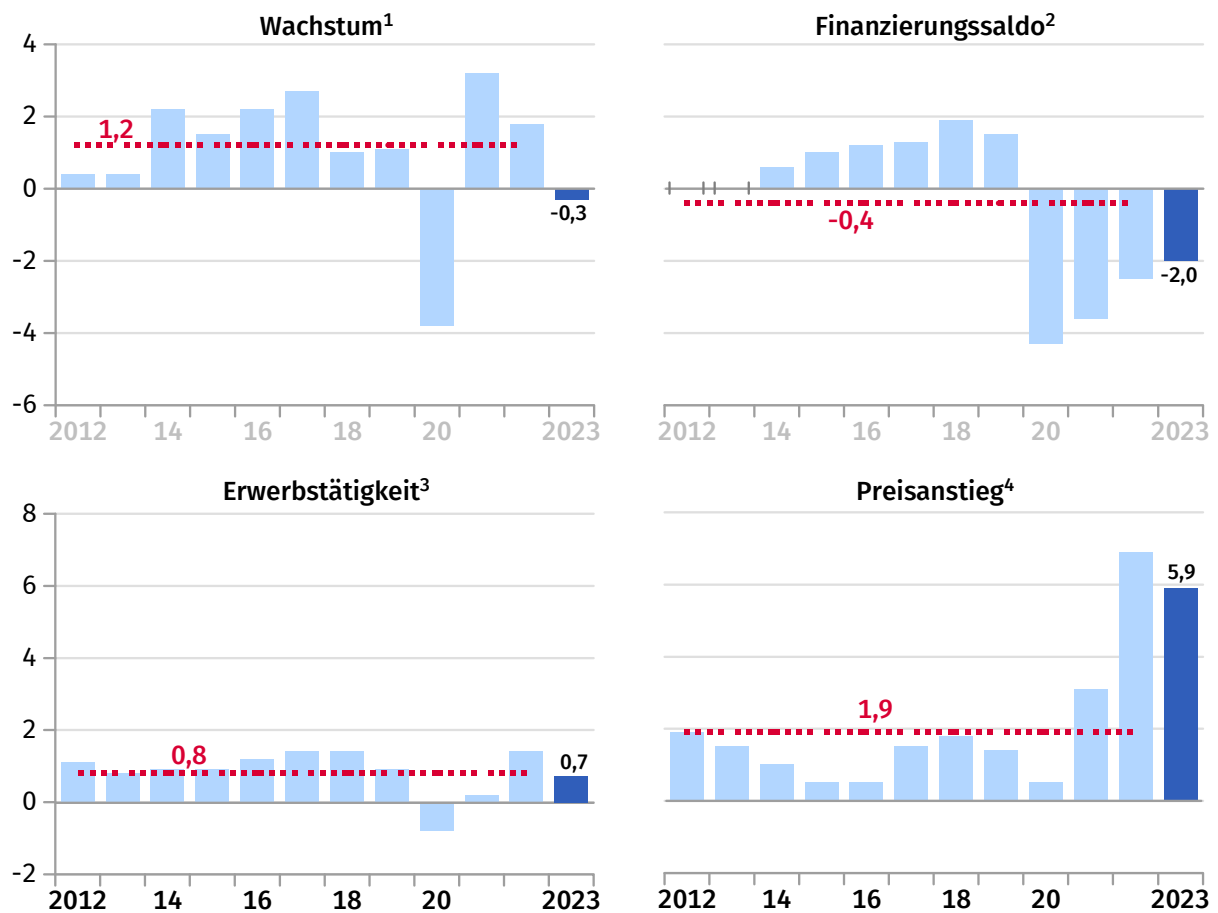 Wachstum¹
4
2
0
-2
-4
-6
1,2
-0,3
2012 14 16 18 20 2023
Finanzierungssaldo²
-0,4
-2,0
2012 14 16 18 20 2023
Erwerbstätigkeit³
8
6
4
2
0
-2
0,8
0,7
2012 14 16 18 20 2023
Preisanstieg⁴
5,9
1,9
2012 14 16 18 20 2023